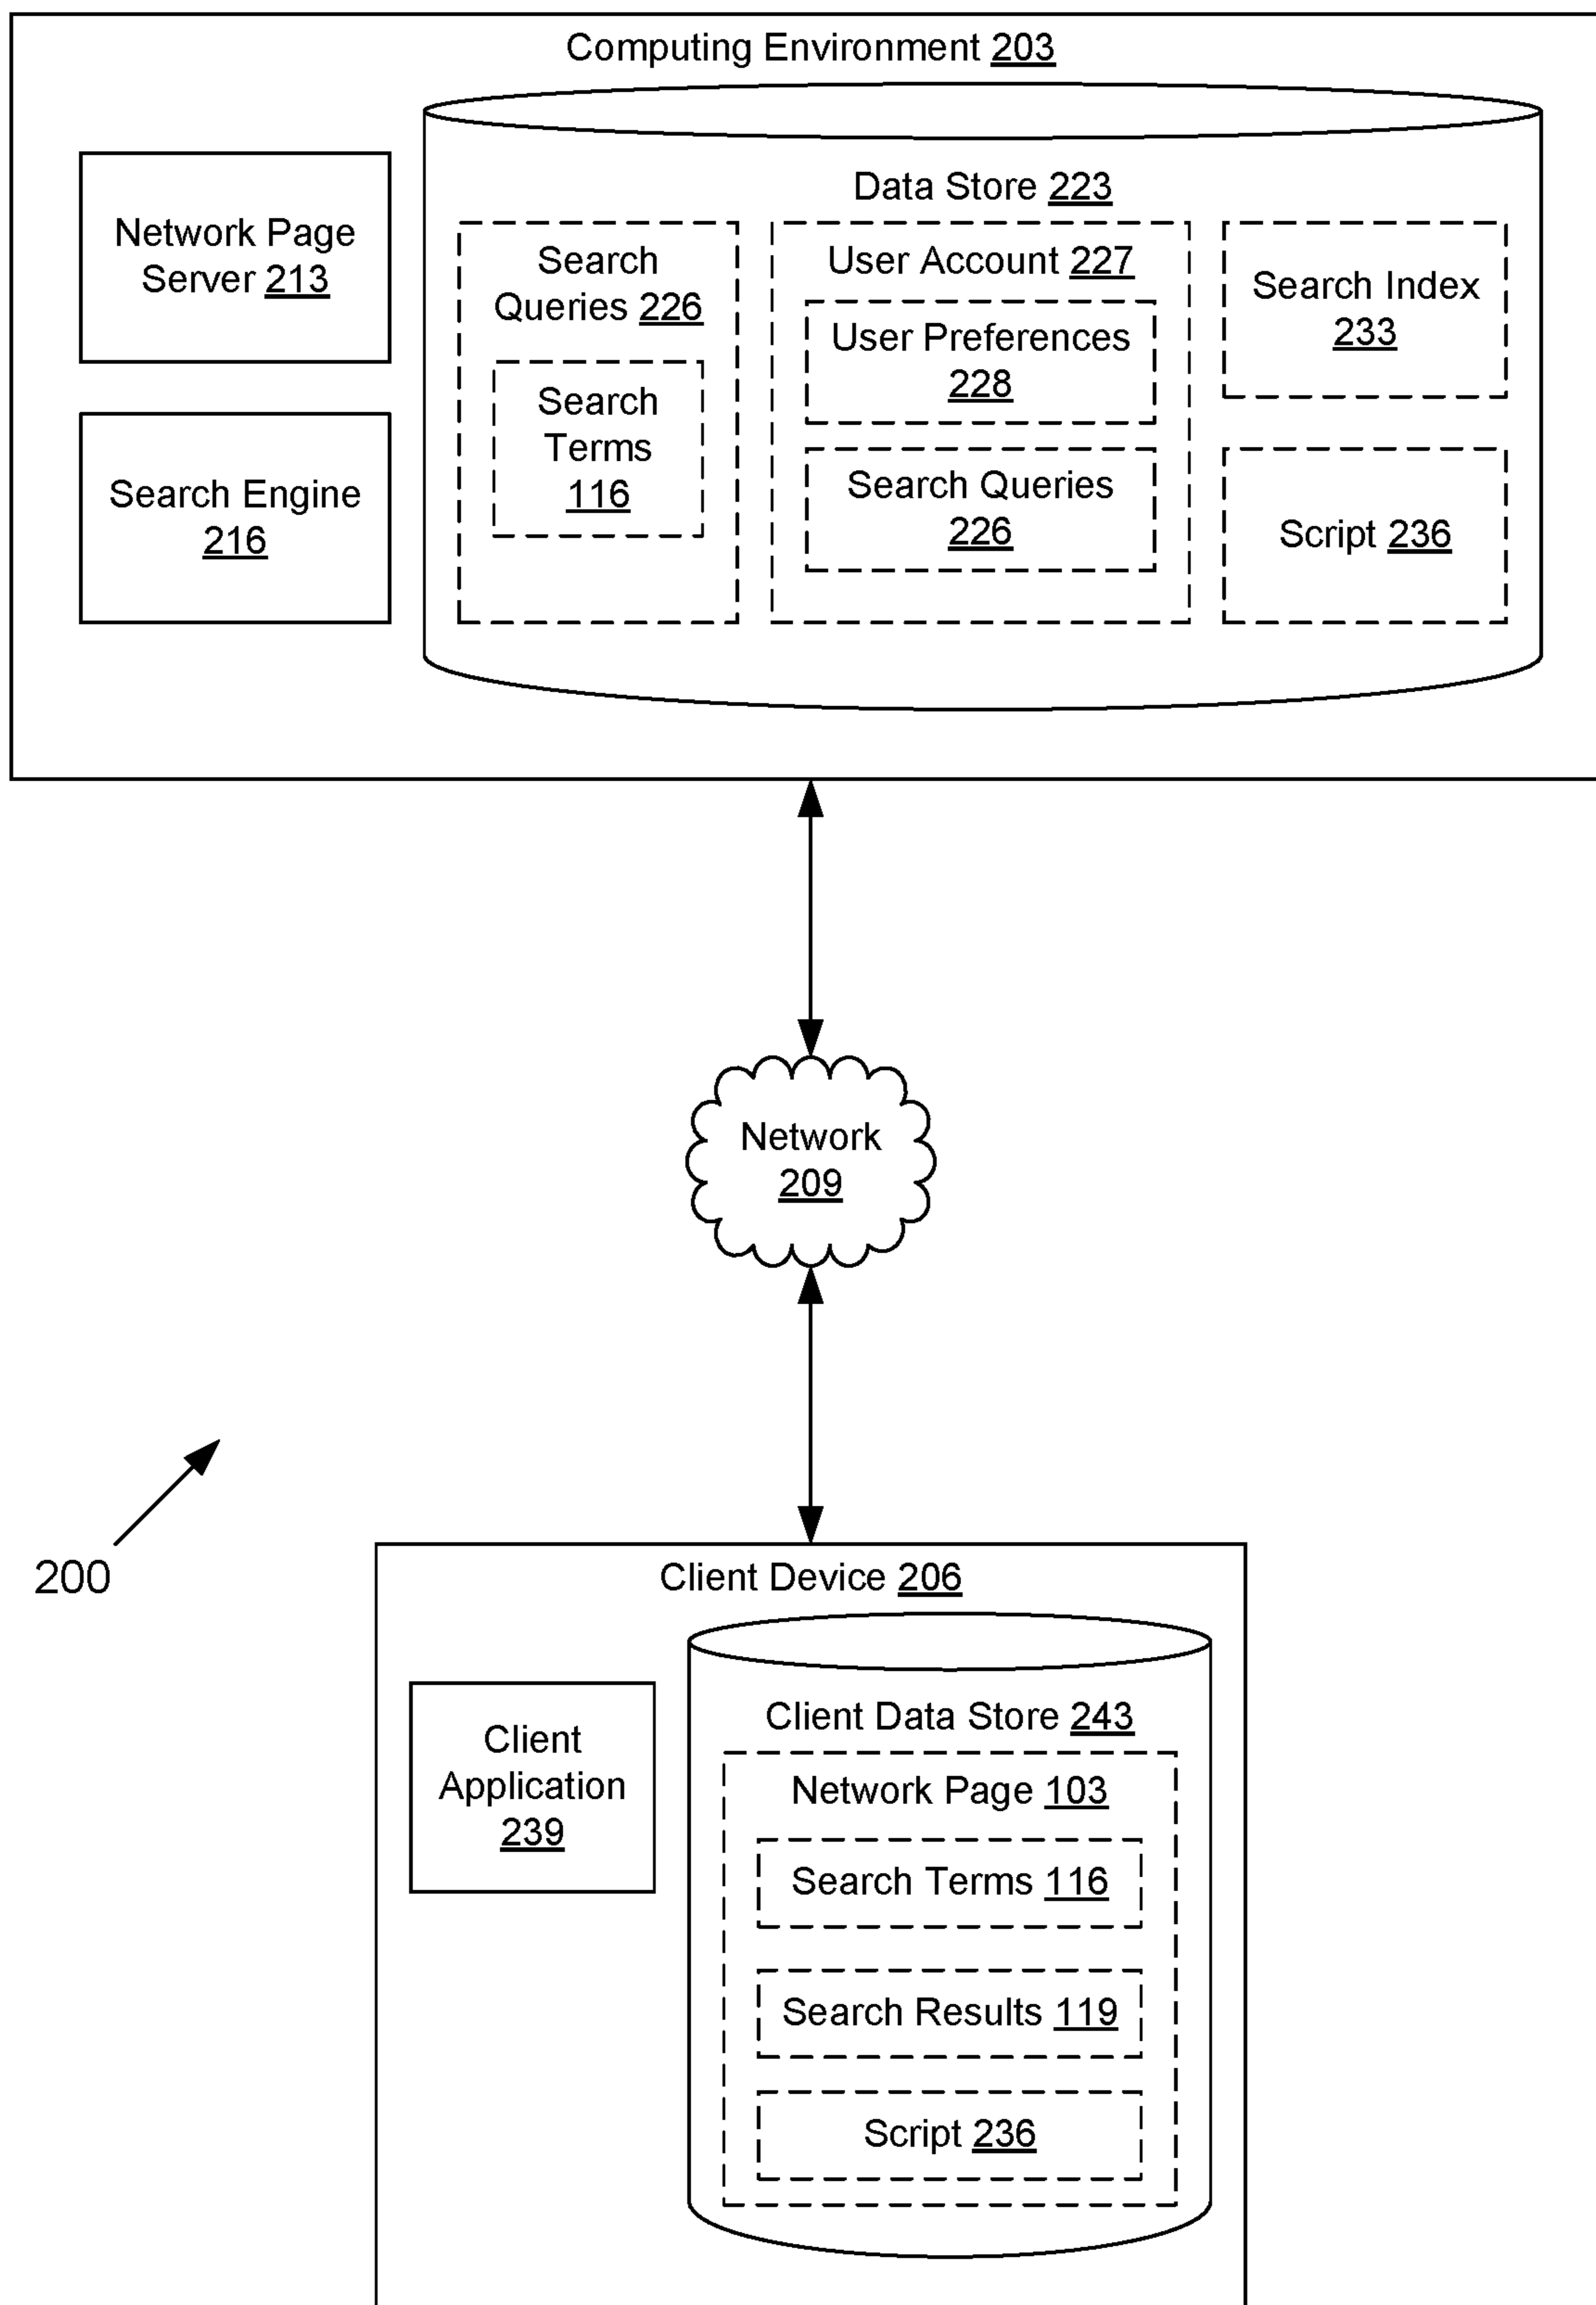 Computing Environment 203
Network Page
Server 213
Search Engine
216
Data Store 223
Search
Queries 226
Search
Terms
116
User Account 227
User Preferences
228
Search Queries
226
Search Index
233
Script 236
Network
209
200
Client Device 206
Client
Application
239
Client Data Store 243
Network Page 103
Search Terms 116
Search Results 119
Script 236